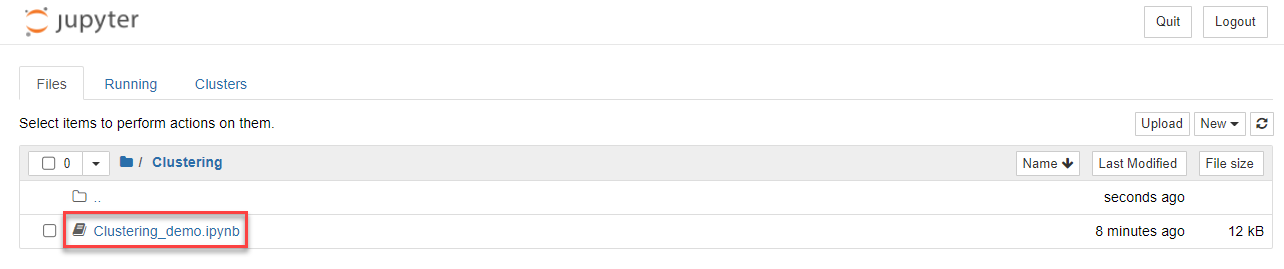 jupyter
Quit Logout
Files Running Clusters
Select items to perform actions on them.
Upload New
0 / Clustering Name Last Modified File size
.. seconds ago
Clustering_demo.ipynb 8 minutes ago 12 kB